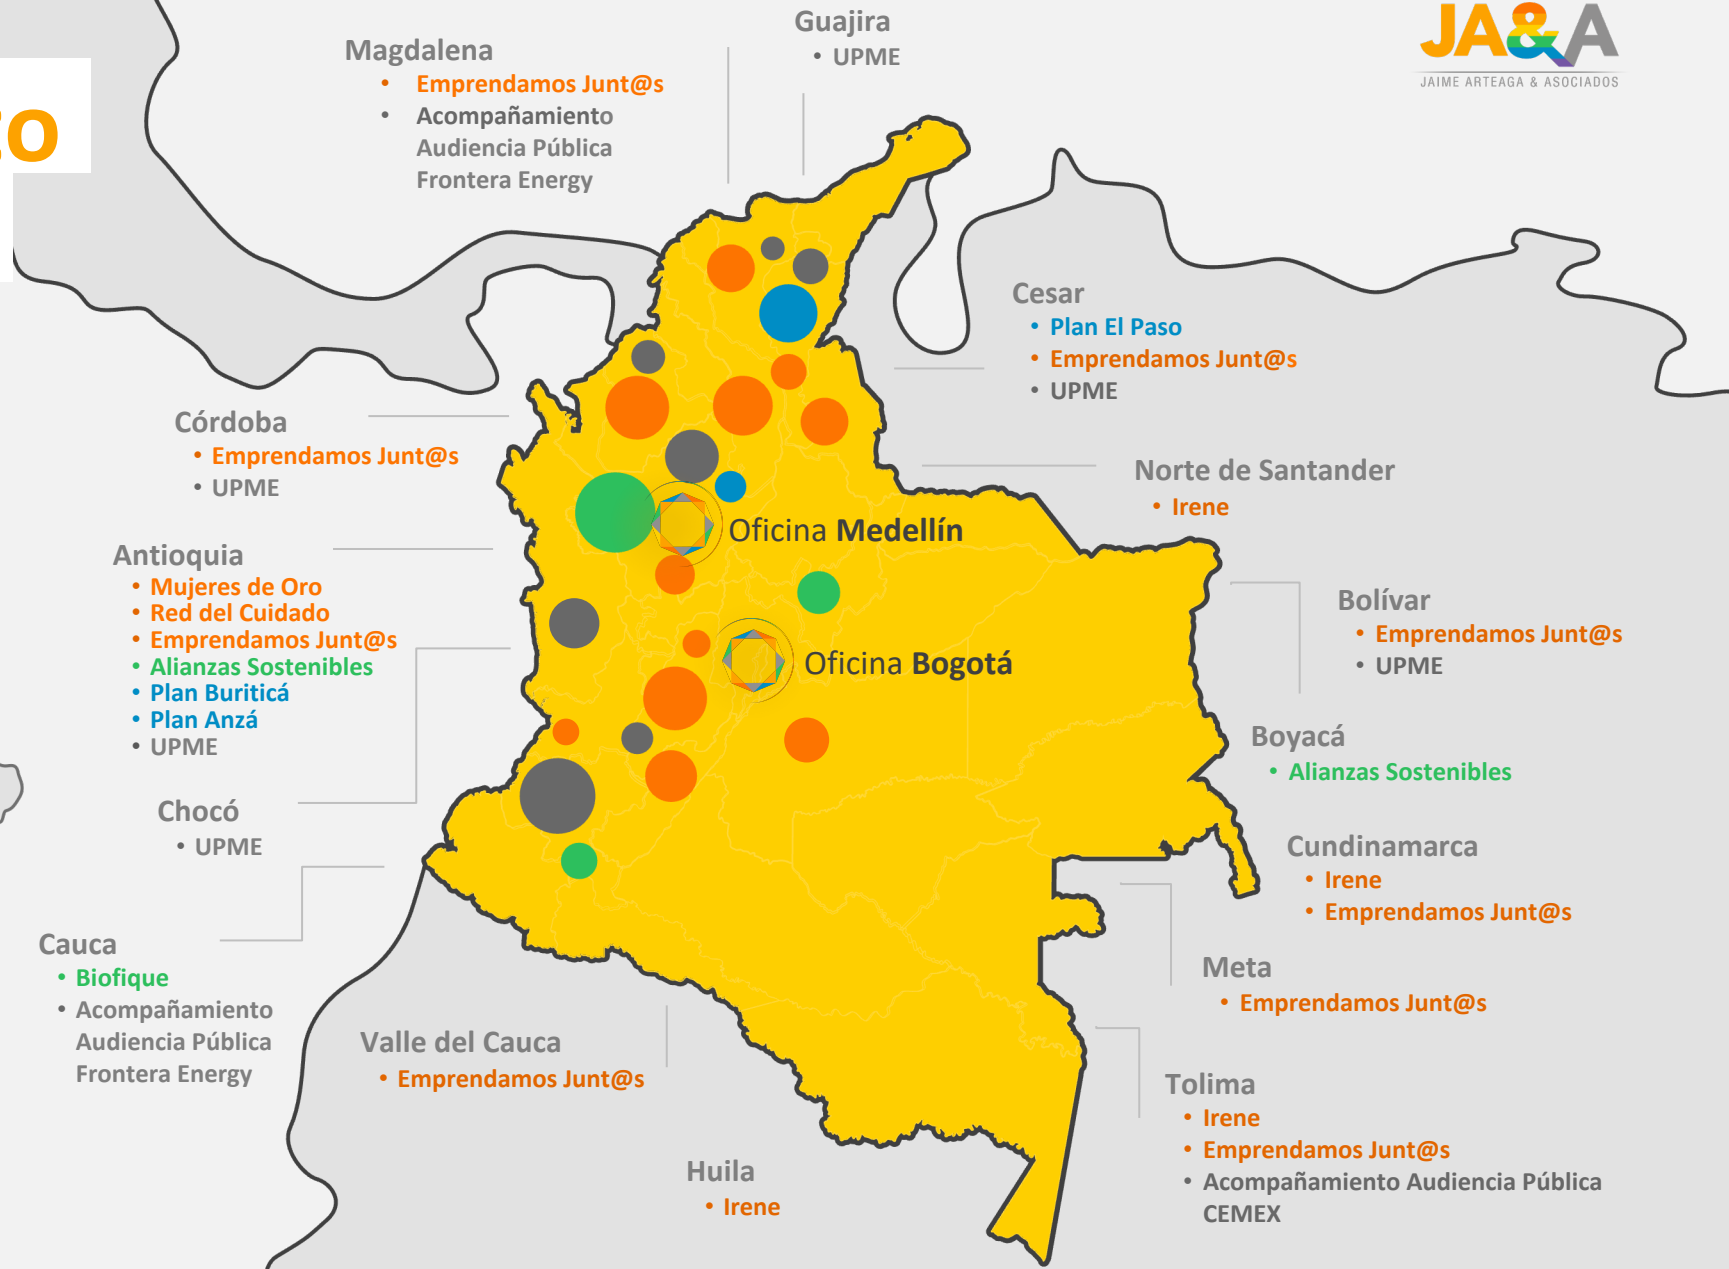 to
JA&A
JAIME ARTEAGA & ASOCIADOS
Guajira
• UPME
Magdalena
• Emprendamos Junt@s
• Acompañamiento
Audiencia Pública
Frontera Energy
Cesar
• Plan El Paso
• Emprendamos Junt@s
• UPME
Córdoba
• Emprendamos Junt@s
• UPME
Norte de Santander
• Irene
Oficina Medellín
Antioquia
• Mujeres de Oro
• Red del Cuidado
• Emprendamos Junt@s
• Alianzas Sostenibles
• Plan Buriticá
• Plan Anzá
• UPME
Bolívar
• Emprendamos Junt@s
• UPME
Oficina Bogotá
Boyacá
• Alianzas Sostenibles
Chocó
• UPME
Cundinamarca
• Irene
• Emprendamos Junt@s
Cauca
• Biofique
• Acompañamiento
Audiencia Pública
Frontera Energy
Meta
• Emprendamos Junt@s
Valle del Cauca
• Emprendamos Junt@s
Tolima
• Irene
• Emprendamos Junt@s
• Acompañamiento Audiencia Pública
CEMEX
Huila
• Irene